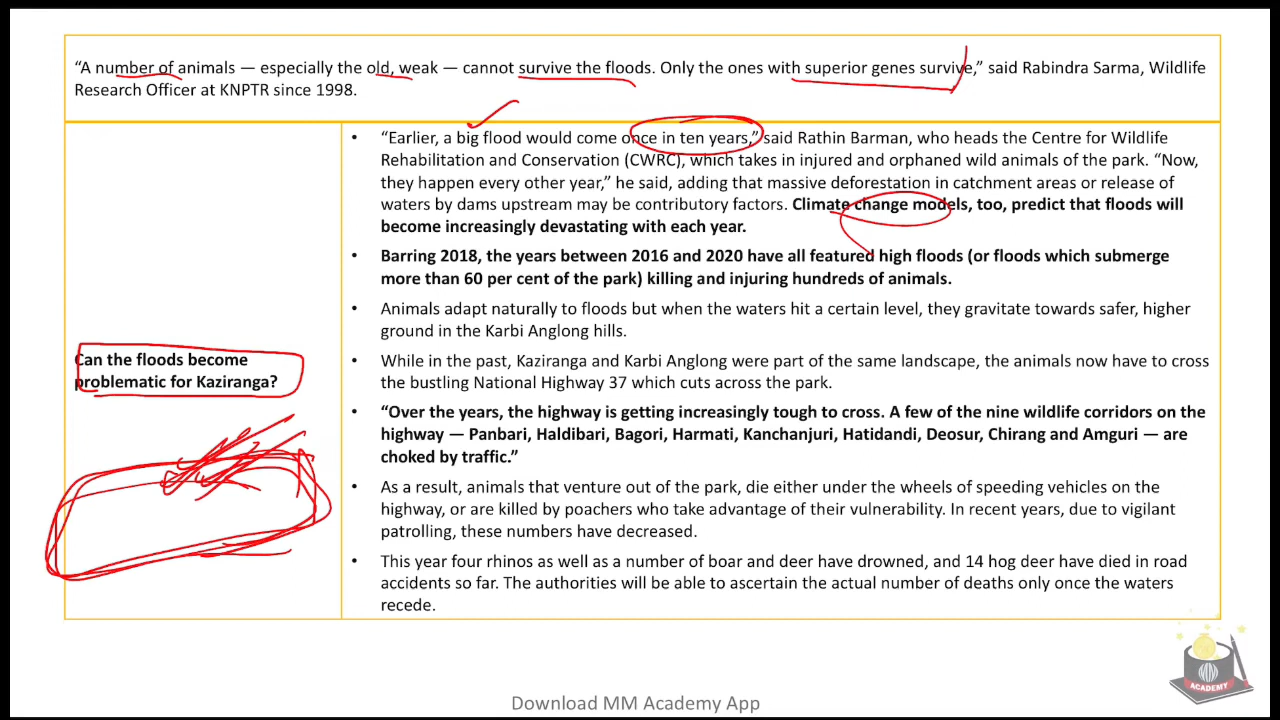 “A number of animals — especially the old, weak — cannot survive the floods. Only the ones with superior genes survive,” said Rabindra Sarma, Wildlife
Research Officer at KNPTR since 1998.
Can the floods become
problematic for Kaziranga?
• “Earlier, a big flood would come once in ten years,” said Rathin Barman, who heads the Centre for Wildlife
Rehabilitation and Conservation (CWRC), which takes in injured and orphaned wild animals of the park. “Now,
they happen every other year,” he said, adding that massive deforestation in catchment areas or release of
waters by dams upstream may be contributory factors. Climate change models, too, predict that floods will
become increasingly devastating with each year.
• Barring 2018, the years between 2016 and 2020 have all featured high floods (or floods which submerge
more than 60 per cent of the park) killing and injuring hundreds of animals.
• Animals adapt naturally to floods but when the waters hit a certain level, they gravitate towards safer, higher
ground in the Karbi Anglong hills.
• While in the past, Kaziranga and Karbi Anglong were part of the same landscape, the animals now have to cross
the bustling National Highway 37 which cuts across the park.
• “Over the years, the highway is getting increasingly tough to cross. A few of the nine wildlife corridors on the
highway — Panbari, Haldibari, Bagori, Harmati, Kanchanjuri, Hatidandi, Deosur, Chirang and Amguri — are
choked by traffic.”
• As a result, animals that venture out of the park, die either under the wheels of speeding vehicles on the
highway, or are killed by poachers who take advantage of their vulnerability. In recent years, due to vigilant
patrolling, these numbers have decreased.
• This year four rhinos as well as a number of boar and deer have drowned, and 14 hog deer have died in road
accidents so far. The authorities will be able to ascertain the actual number of deaths only once the waters
recede.
ACADEMY
Download MM Academy App